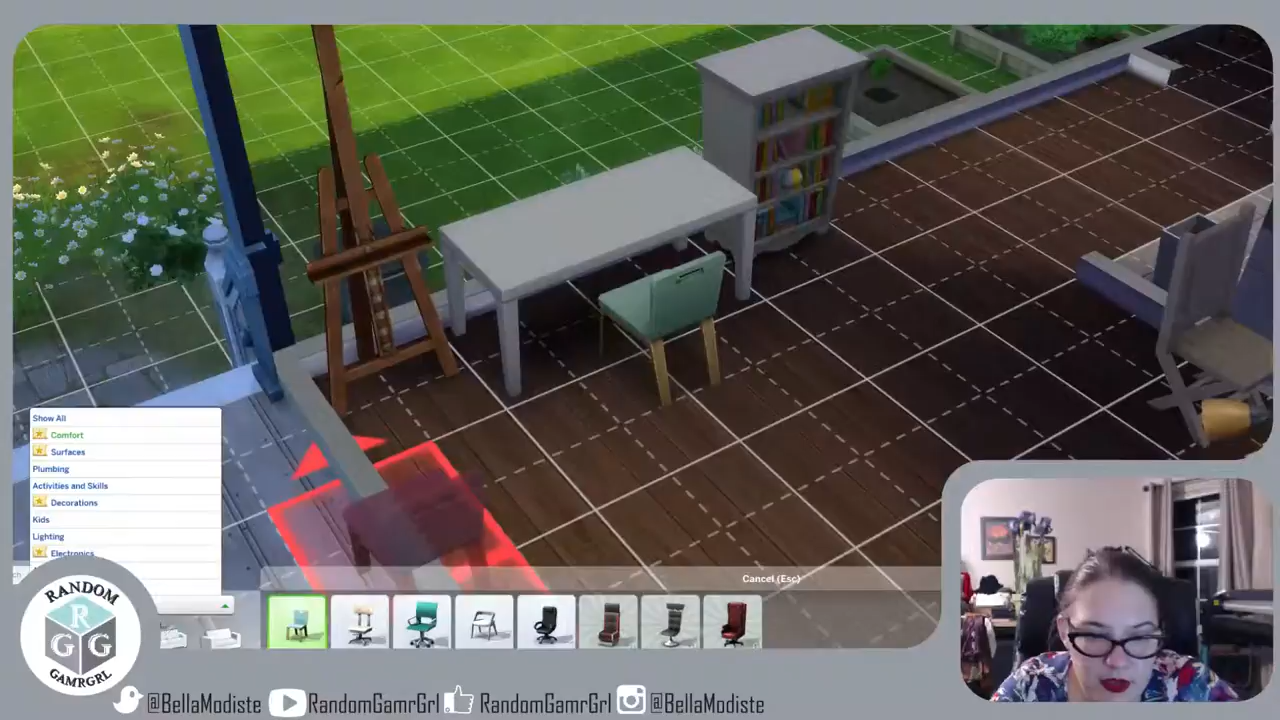 Show All
Comfort
Surfaces
Plumbing
Activities and Skills
Decorations
Kids
Lighting
Electronics
Cancel (Esc)
RANDOM
R
G G
GAMRGRL
@BellaModiste RandomGamrGrl RandomGamrGrl @BellaModiste